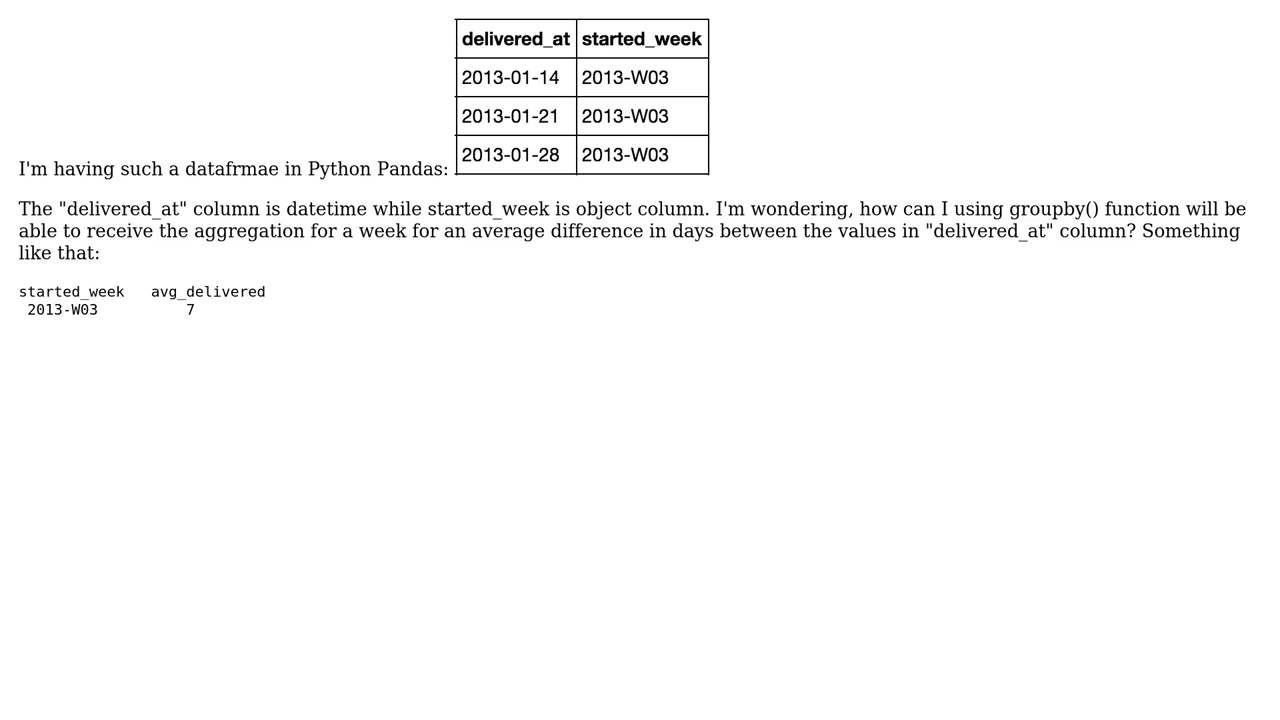 delivered_at started_week
2013-01-14 2013-W03
2013-01-21 2013-W03
2013-01-28 2013-W03
I'm having such a datafrmae in Python Pandas:
The "delivered_at" column is datetime while started_week is object column. I'm wondering, how can I using groupby() function will be
able to receive the aggregation for a week for an average difference in days between the values in "delivered_at" column? Something
like that:
started_week avg_delivered
2013-W03 7